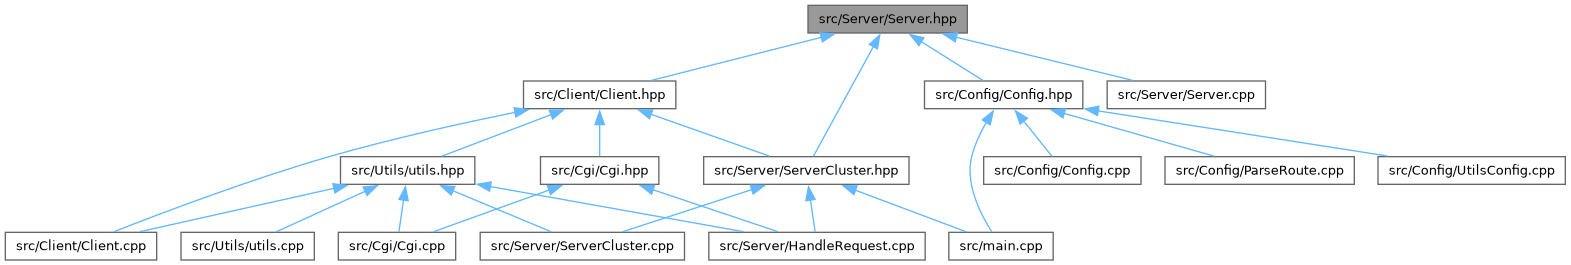 src/Server/Server.hpp
src/Client/Client.hpp
src/Config/Config.hpp
src/Server/Server.cpp
src/Utils/utils.hpp
src/Cgi/Cgi.hpp
src/Server/ServerCluster.hpp
src/Config/Config.cpp
src/Config/ParseRoute.cpp
src/Config/UtilsConfig.cpp
src/Client/Client.cpp
src/Utils/utils.cpp
src/Cgi/Cgi.cpp
src/Server/ServerCluster.cpp
src/Server/HandleRequest.cpp
src/main.cpp